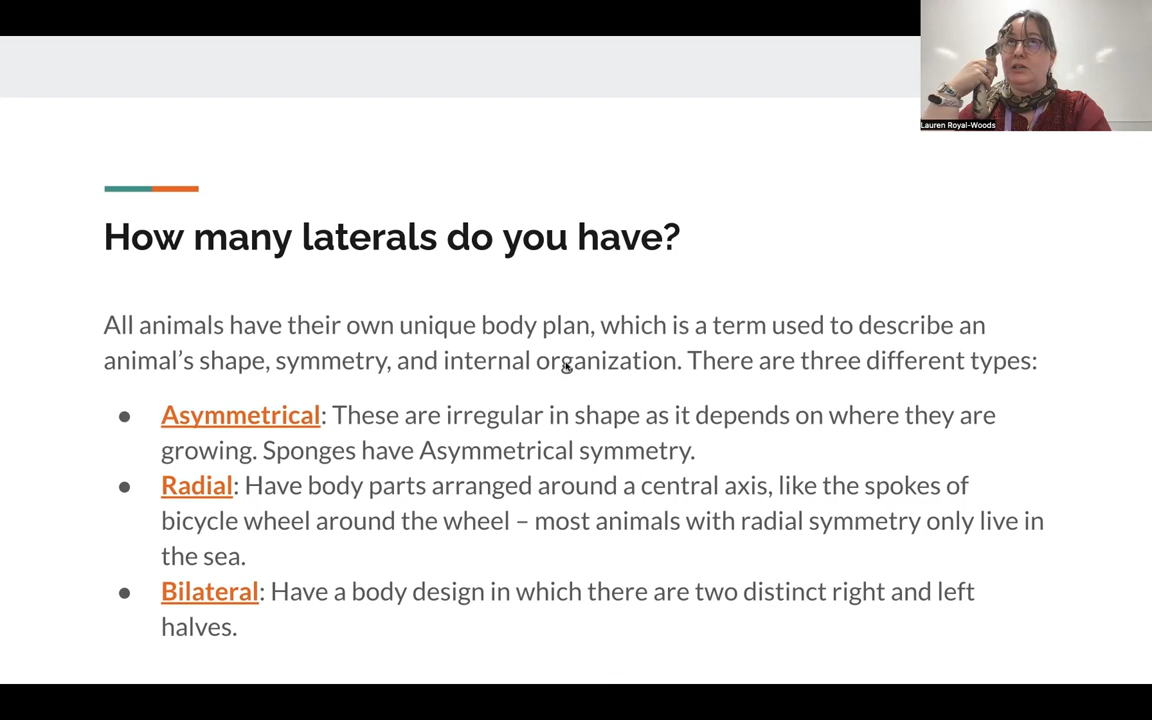 Lauren Royal-Woods
How many laterals do you have?
All animals have their own unique body plan, which is a term used to describe an
animal’s shape, symmetry, and internal organization. There are three different types:
● Asymmetrical: These are irregular in shape as it depends on where they are
growing. Sponges have Asymmetrical symmetry.
● Radial: Have body parts arranged around a central axis, like the spokes of
bicycle wheel around the wheel – most animals with radial symmetry only live in
the sea.
● Bilateral: Have a body design in which there are two distinct right and left
halves.